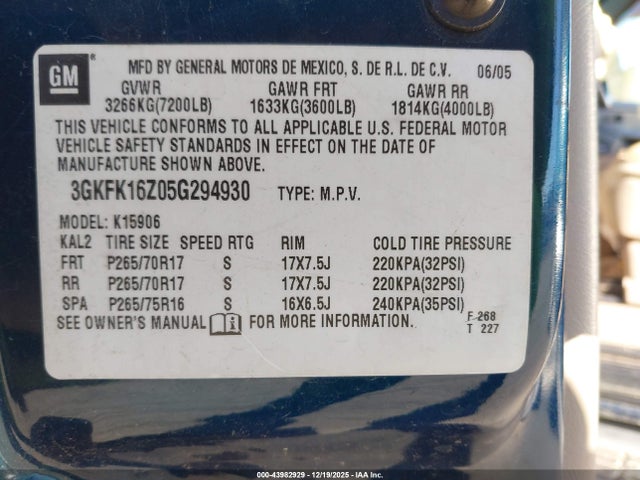 GM
MFD BY GENERAL MOTORS DE MEXICO, S. DE R.L. DE C.V. 06/05
GVWR GAWR FRT GAWR RR
3266KG(7200LB) 1633KG(3600LB) 1814KG(4000LB)
THIS VEHICLE CONFORMS TO ALL APPLICABLE U.S. FEDERAL MOTOR
VEHICLE SAFETY STANDARDS IN EFFECT ON THE DATE OF
MANUFACTURE SHOWN ABOVE.
3GKFK16Z05G294930 TYPE: M.P.V.
MODEL: K15906
KAL2 TIRE SIZE SPEED RTG RIM COLD TIRE PRESSURE
FRT P265/70R17 S 17X7.5J 220KPA(32PSI)
RR P265/70R17 S 17X7.5J 220KPA(32PSI)
SPA P265/75R16 S 16X6.5J 240KPA(35PSI)
SEE OWNER'S MANUAL FOR MORE INFORMATION.
F 268
T 227
000-43982929 - 12/19/2025 - IAA Inc.